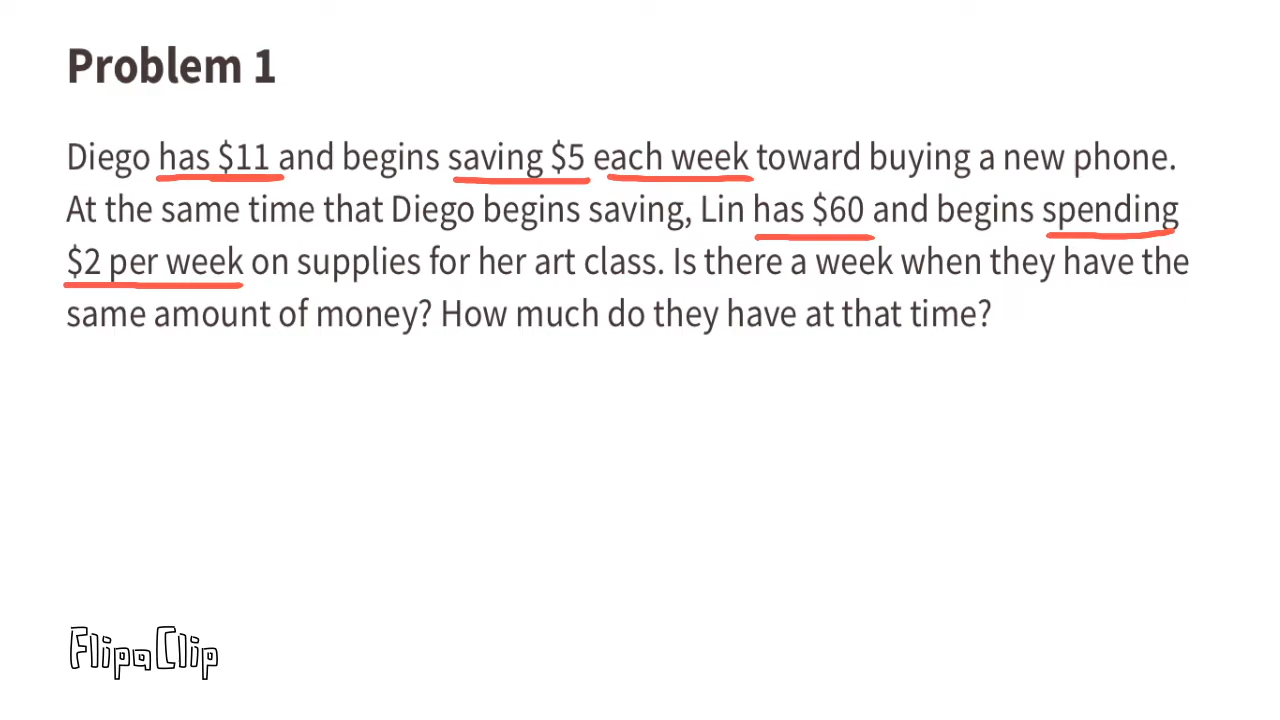 Problem 1
Diego has $11 and begins saving $5 each week toward buying a new phone.
At the same time that Diego begins saving, Lin has $60 and begins spending
$2 per week on supplies for her art class. Is there a week when they have the
same amount of money? How much do they have at that time?
FlipaClip